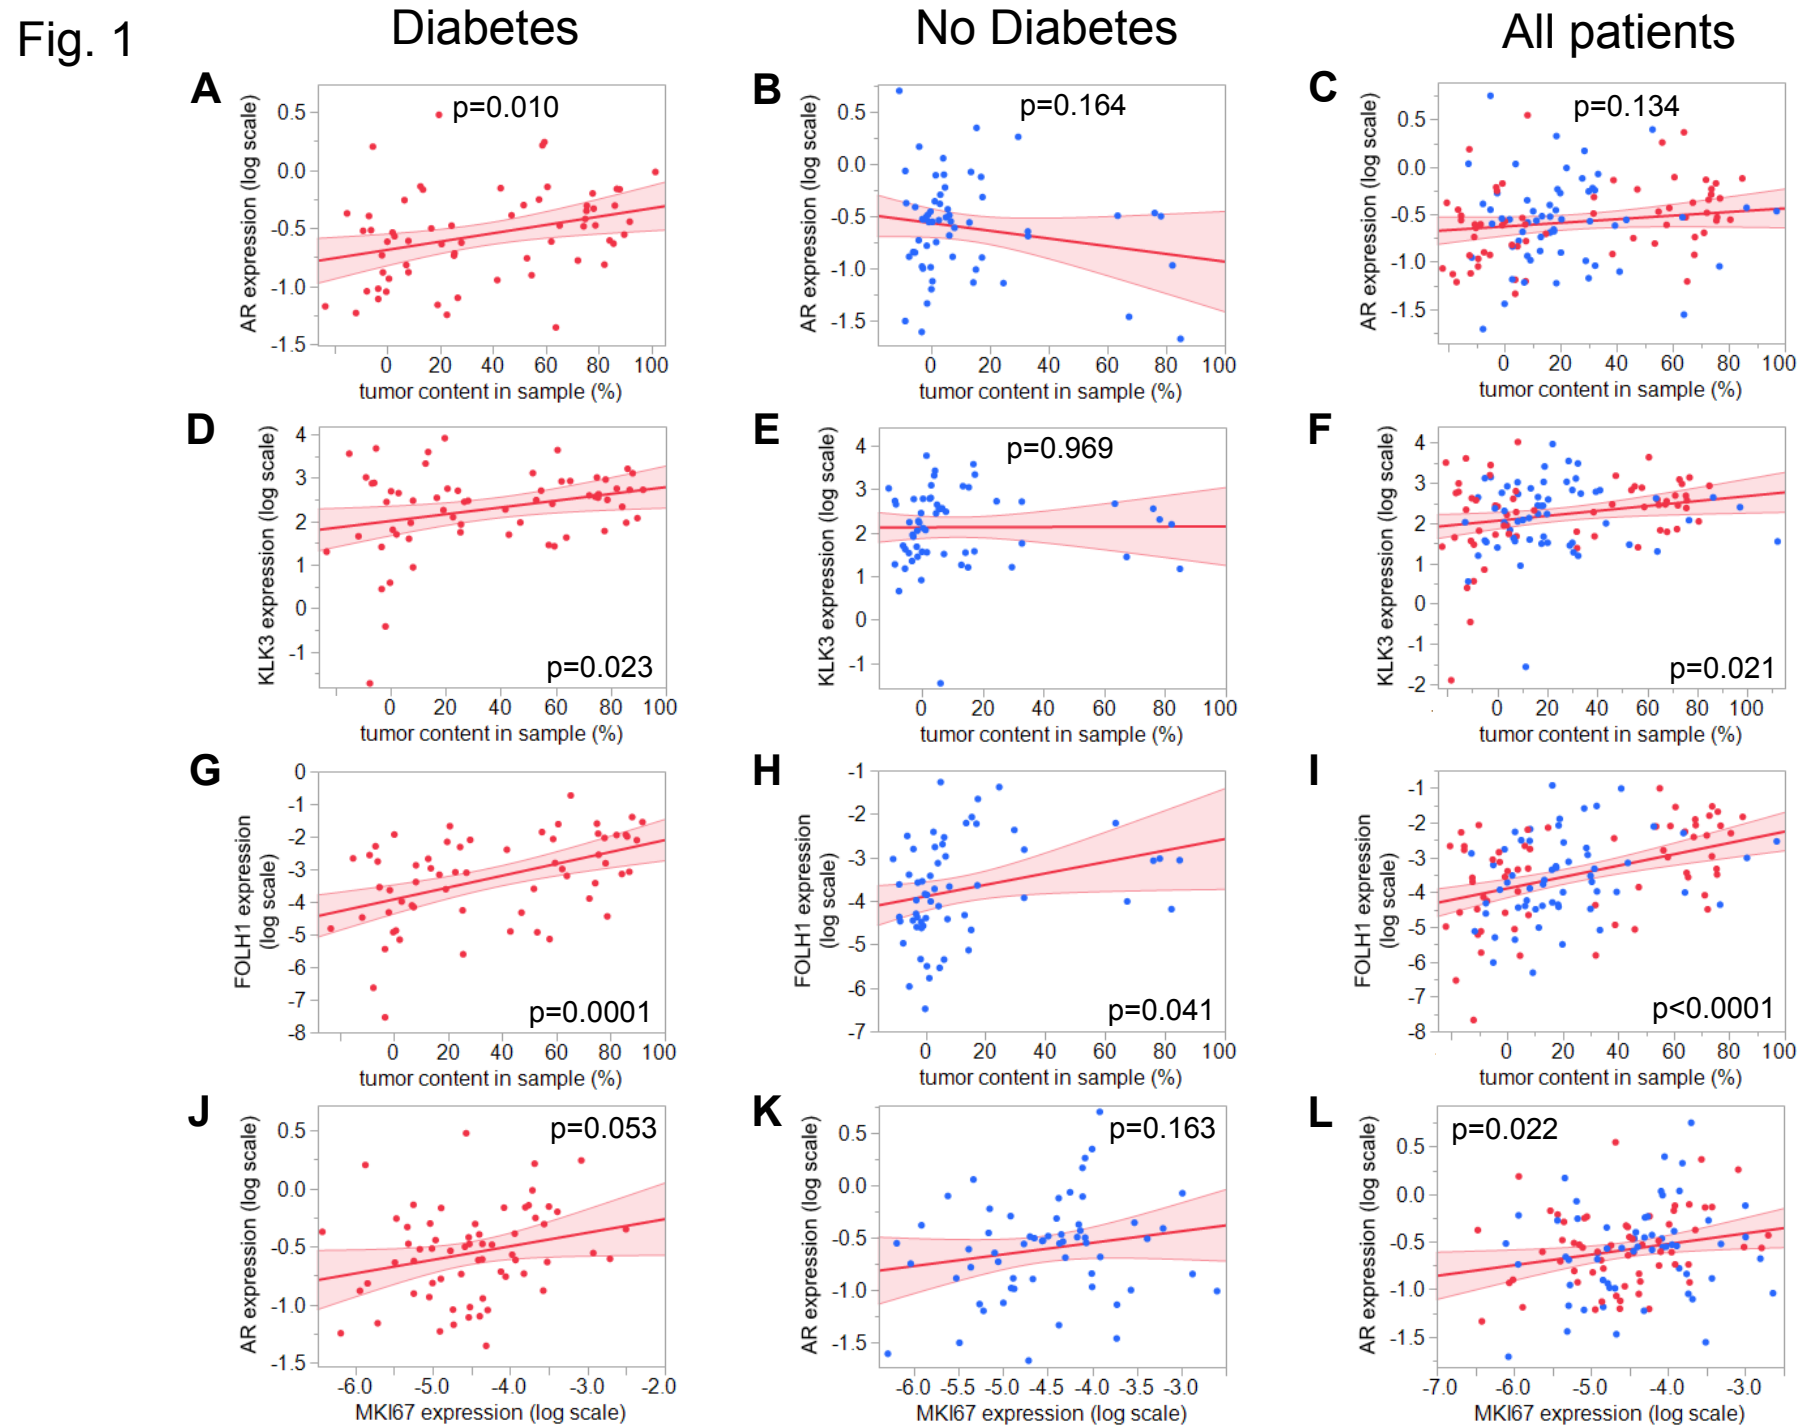 Fig. 1
Diabetes
No Diabetes
All patients
A
AR expression (log scale)
0.5
0.0
-0.5
-1.0
-1.5
p=0.010
0 20 40 60 80 100
tumor content in sample (%)
B
AR expression (log scale)
0.5
0.0
-0.5
-1.0
-1.5
p=0.164
0 20 40 60 80 100
tumor content in sample (%)
C
AR expression (log scale)
0.5
0.0
-0.5
-1.0
-1.5
p=0.134
0 20 40 60 80 100
tumor content in sample (%)
D
KLK3 expression (log scale)
4
3
2
1
0
-1
p=0.023
0 20 40 60 80 100
tumor content in sample (%)
E
KLK3 expression (log scale)
4
3
2
1
0
-1
p=0.969
0 20 40 60 80 100
tumor content in sample (%)
F
KLK3 expression (log scale)
4
3
2
1
0
-1
-2
p=0.021
0 20 40 60 80 100
tumor content in sample (%)
G
FOLH1 expression
(log scale)
0
-1
-2
-3
-4
-5
-6
-7
-8
p=0.0001
0 20 40 60 80 100
tumor content in sample (%)
H
FOLH1 expression
(log scale)
-1
-2
-3
-4
-5
-6
-7
p=0.041
0 20 40 60 80 100
tumor content in sample (%)
I
FOLH1 expression
(log scale)
-1
-2
-3
-4
-5
-6
-7
-8
p<0.0001
0 20 40 60 80 100
tumor content in sample (%)
J
AR expression (log scale)
0.5
0.0
-0.5
-1.0
-1.5
p=0.053
-6.0 -5.0 -4.0 -3.0 -2.0
MKI67 expression (log scale)
K
AR expression (log scale)
0.5
0.0
-0.5
-1.0
-1.5
p=0.163
-6.0 -5.5 -5.0 -4.5 -4.0 -3.5 -3.0
MKI67 expression (log scale)
L
AR expression (log scale)
0.5
0.0
-0.5
-1.0
-1.5
p=0.022
-7.0 -6.0 -5.0 -4.0 -3.0
MKI67 expression (log scale)